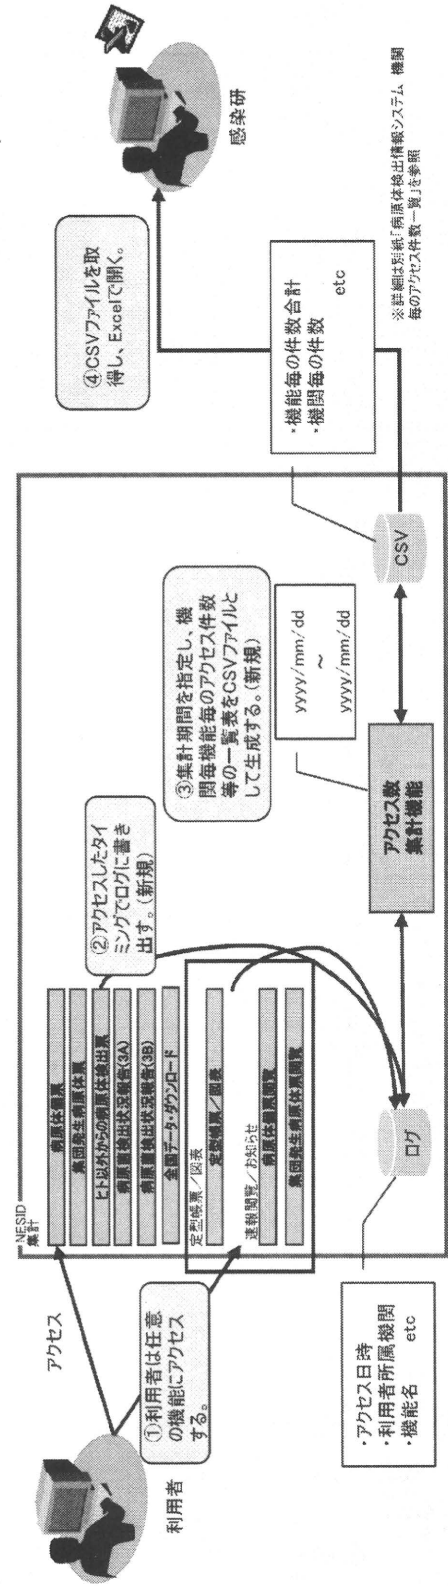 NESID
集計
アクセス
利用者
①利用者は任意
の機能にアクセス
する。
病原体個票
集団発生病原体票
ヒト以外からの病原体検出票
病原菌検出状況報告(3A)
病原菌検出状況報告(3B)
全国データ・ダウンロード
定型帳票／図表
定型帳票／図表
速報閲覧／お知らせ
病原体個票閲覧
集団発生病原体票閲覧
②アクセスしたタイ
ミングでログに書き
出す。(新規)
ログ
・アクセス日時
・利用者所属機関
・機能名 etc
③集計期間を指定し、機
関毎機能毎のアクセス件数
等の一覧表をCSVファイルと
して生成する。(新規)
yyyy/mm/dd
～
yyyy/mm/dd
アクセス数
集計機能
CSV
・機能毎の件数合計
・機関毎の件数
etc
④CSVファイルを取
得し、Excelで開く。
感染研
※詳細は別紙「病原体検出情報システム 機関
毎のアクセス件数一覧」を参照